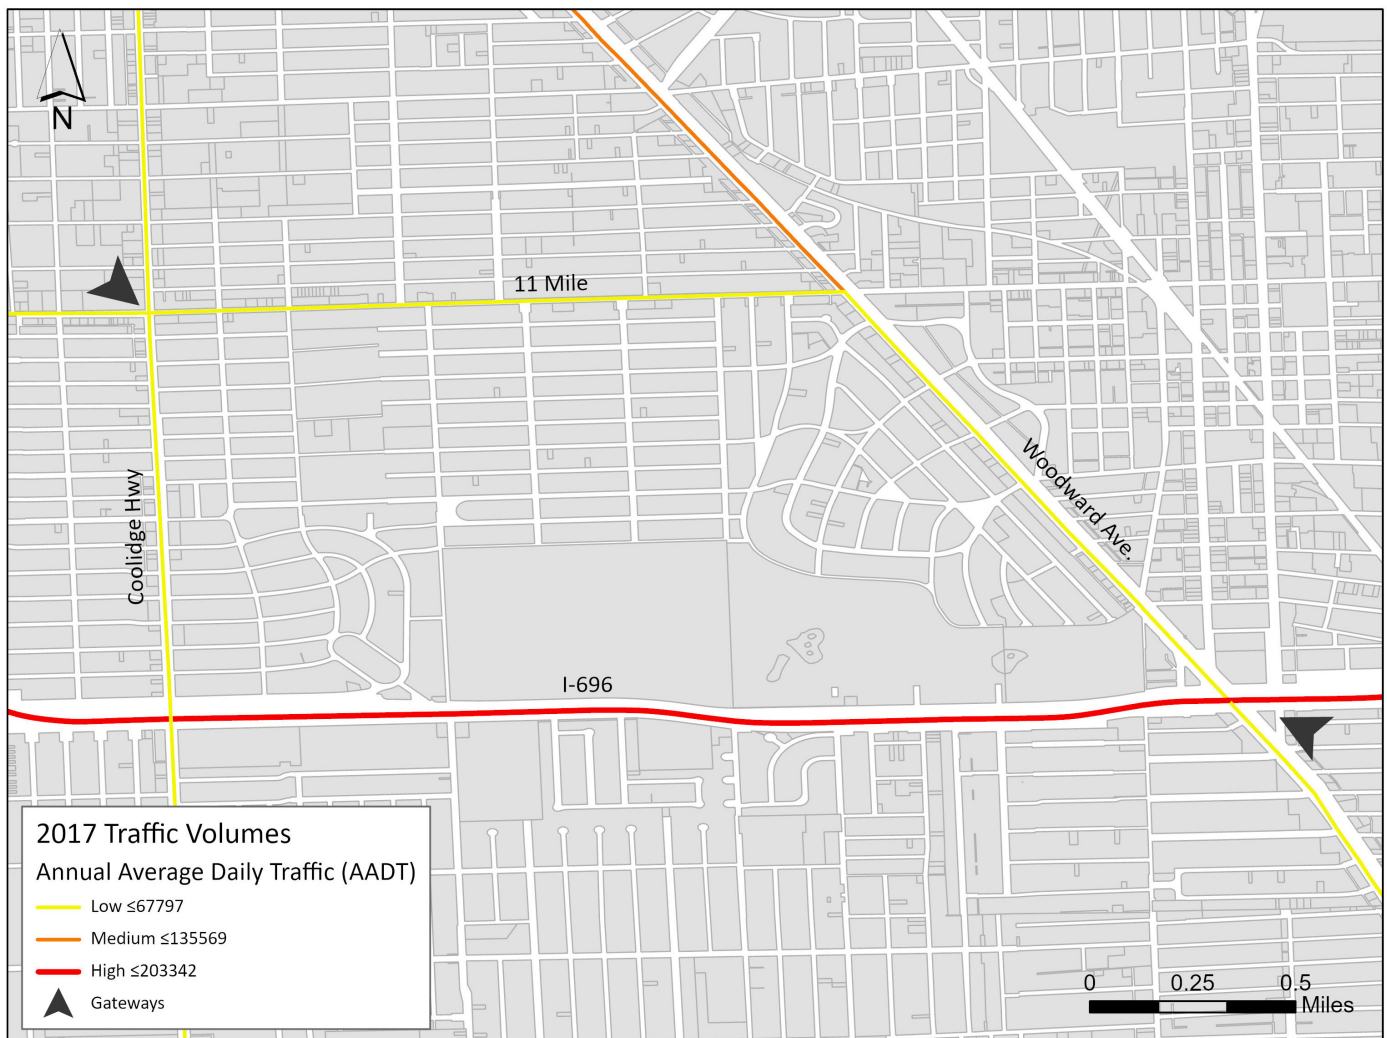 N
11 Mile
Coolidge Hwy
Woodward Ave.
I-696
2017 Traffic Volumes
Annual Average Daily Traffic (AADT)
Low ≤67797
Medium ≤135569
High ≤203342
Gateways
0 0.25 0.5
Miles